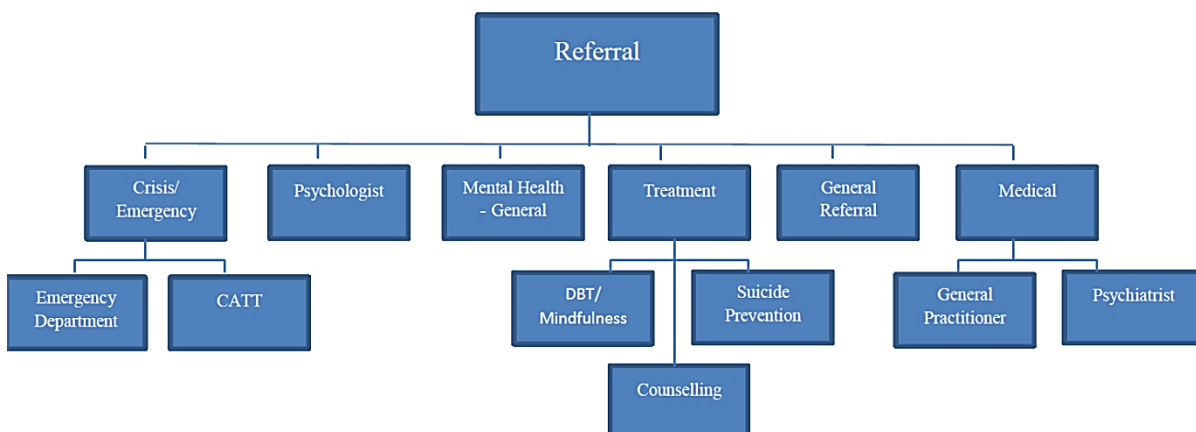 Referral
Crisis/
Emergency
Psychologist
Mental Health
- General
Treatment
General
Referral
Medical
Emergency
Department
CATT
DBT/
Mindfulness
Suicide
Prevention
General
Practitioner
Psychiatrist
Counselling